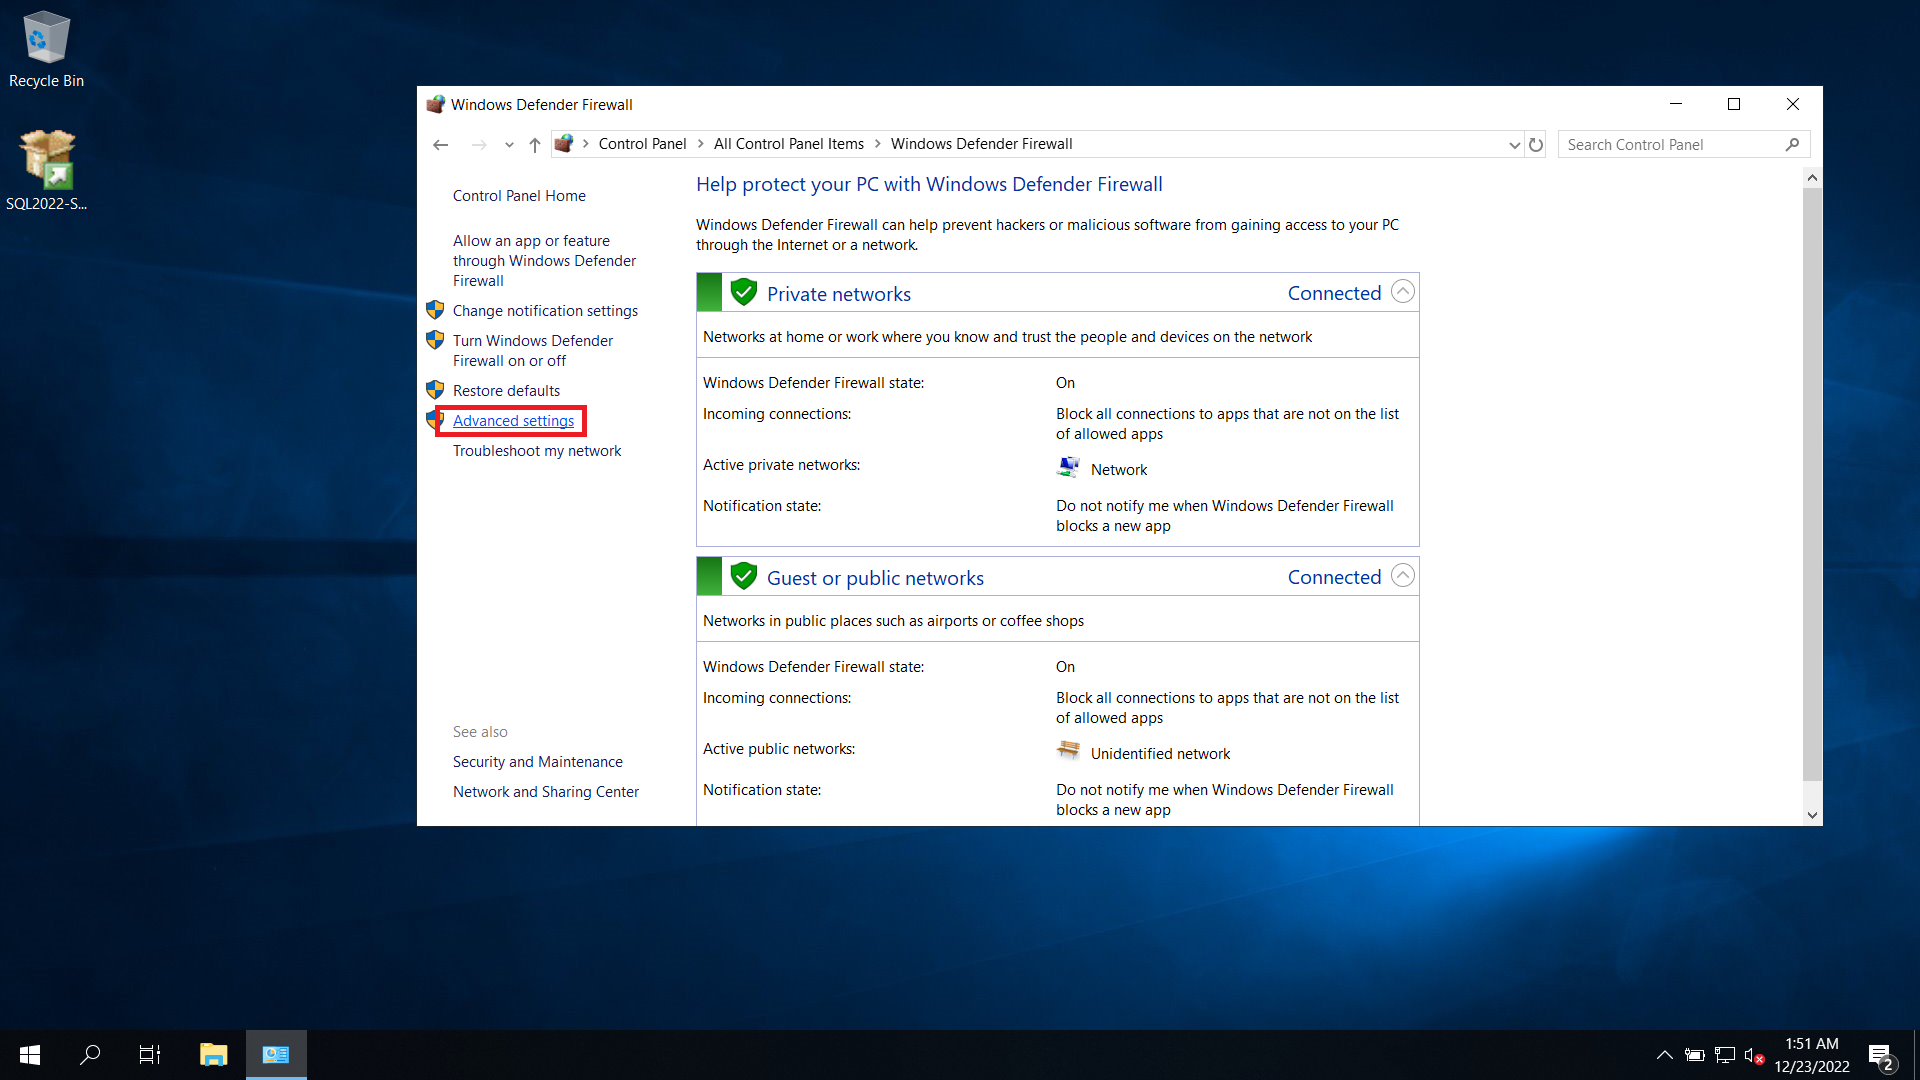 Recycle Bin
SQL2022-S...
Windows Defender Firewall
Control Panel
All Control Panel Items
Windows Defender Firewall
Search Control Panel
Control Panel Home
Allow an app or feature
through Windows Defender
Firewall
Change notification settings
Turn Windows Defender
Firewall on or off
Restore defaults
Advanced settings
Troubleshoot my network
See also
Security and Maintenance
Network and Sharing Center
Help protect your PC with Windows Defender Firewall
Windows Defender Firewall can help prevent hackers or malicious software from gaining access to your PC
through the Internet or a network.
Private networks
Connected
Networks at home or work where you know and trust the people and devices on the network
Windows Defender Firewall state:
On
Incoming connections:
Block all connections to apps that are not on the list
of allowed apps
Active private networks:
Network
Notification state:
Do not notify me when Windows Defender Firewall
blocks a new app
Guest or public networks
Connected
Networks in public places such as airports or coffee shops
Windows Defender Firewall state:
On
Incoming connections:
Block all connections to apps that are not on the list
of allowed apps
Active public networks:
Unidentified network
Notification state:
Do not notify me when Windows Defender Firewall
blocks a new app
1:51 AM
12/23/2022
2